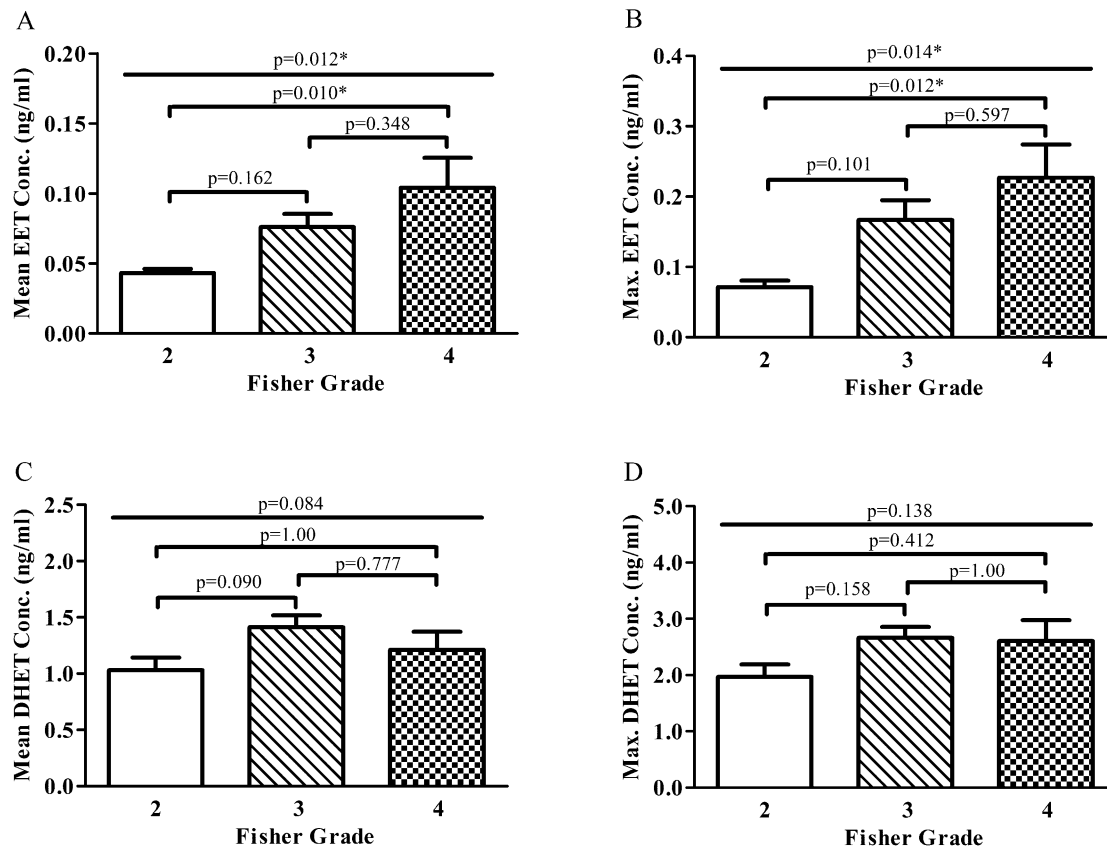 A
Mean EET Conc. (ng/ml)
0.20
0.15
0.10
0.05
0.00
p=0.012*
p=0.010*
p=0.348
p=0.162
2 3 4
Fisher Grade
B
Max. EET Conc. (ng/ml)
0.4
0.3
0.2
0.1
0.0
p=0.014*
p=0.012*
p=0.597
p=0.101
2 3 4
Fisher Grade
C
Mean DHET Conc. (ng/ml)
2.5
2.0
1.5
1.0
0.5
0.0
p=0.084
p=1.00
p=0.777
p=0.090
2 3 4
Fisher Grade
D
Max. DHET Conc. (ng/ml)
5.0
4.0
3.0
2.0
1.0
0.0
p=0.138
p=0.412
p=1.00
p=0.158
2 3 4
Fisher Grade